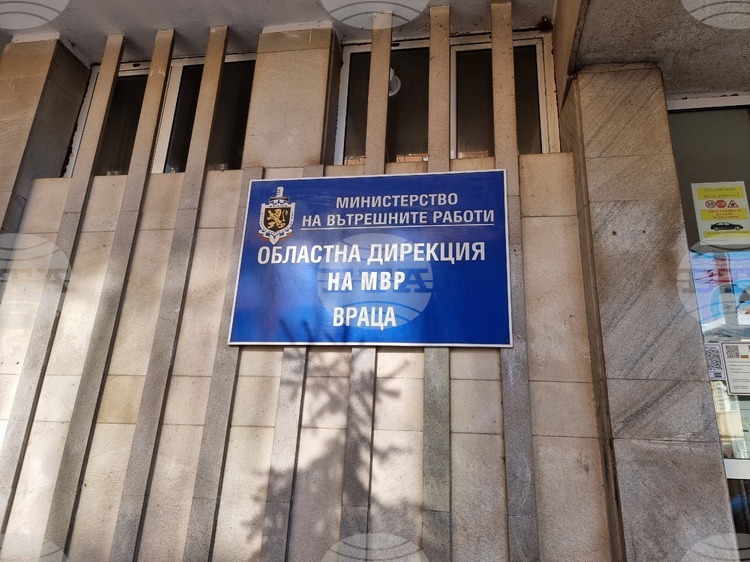 МИНИСТЕРСТВО
НА ВЪТРЕШНИТЕ РАБОТИ
ОБЛАСТНА ДИРЕКЦИЯ
НА МВР
ВРАЦА